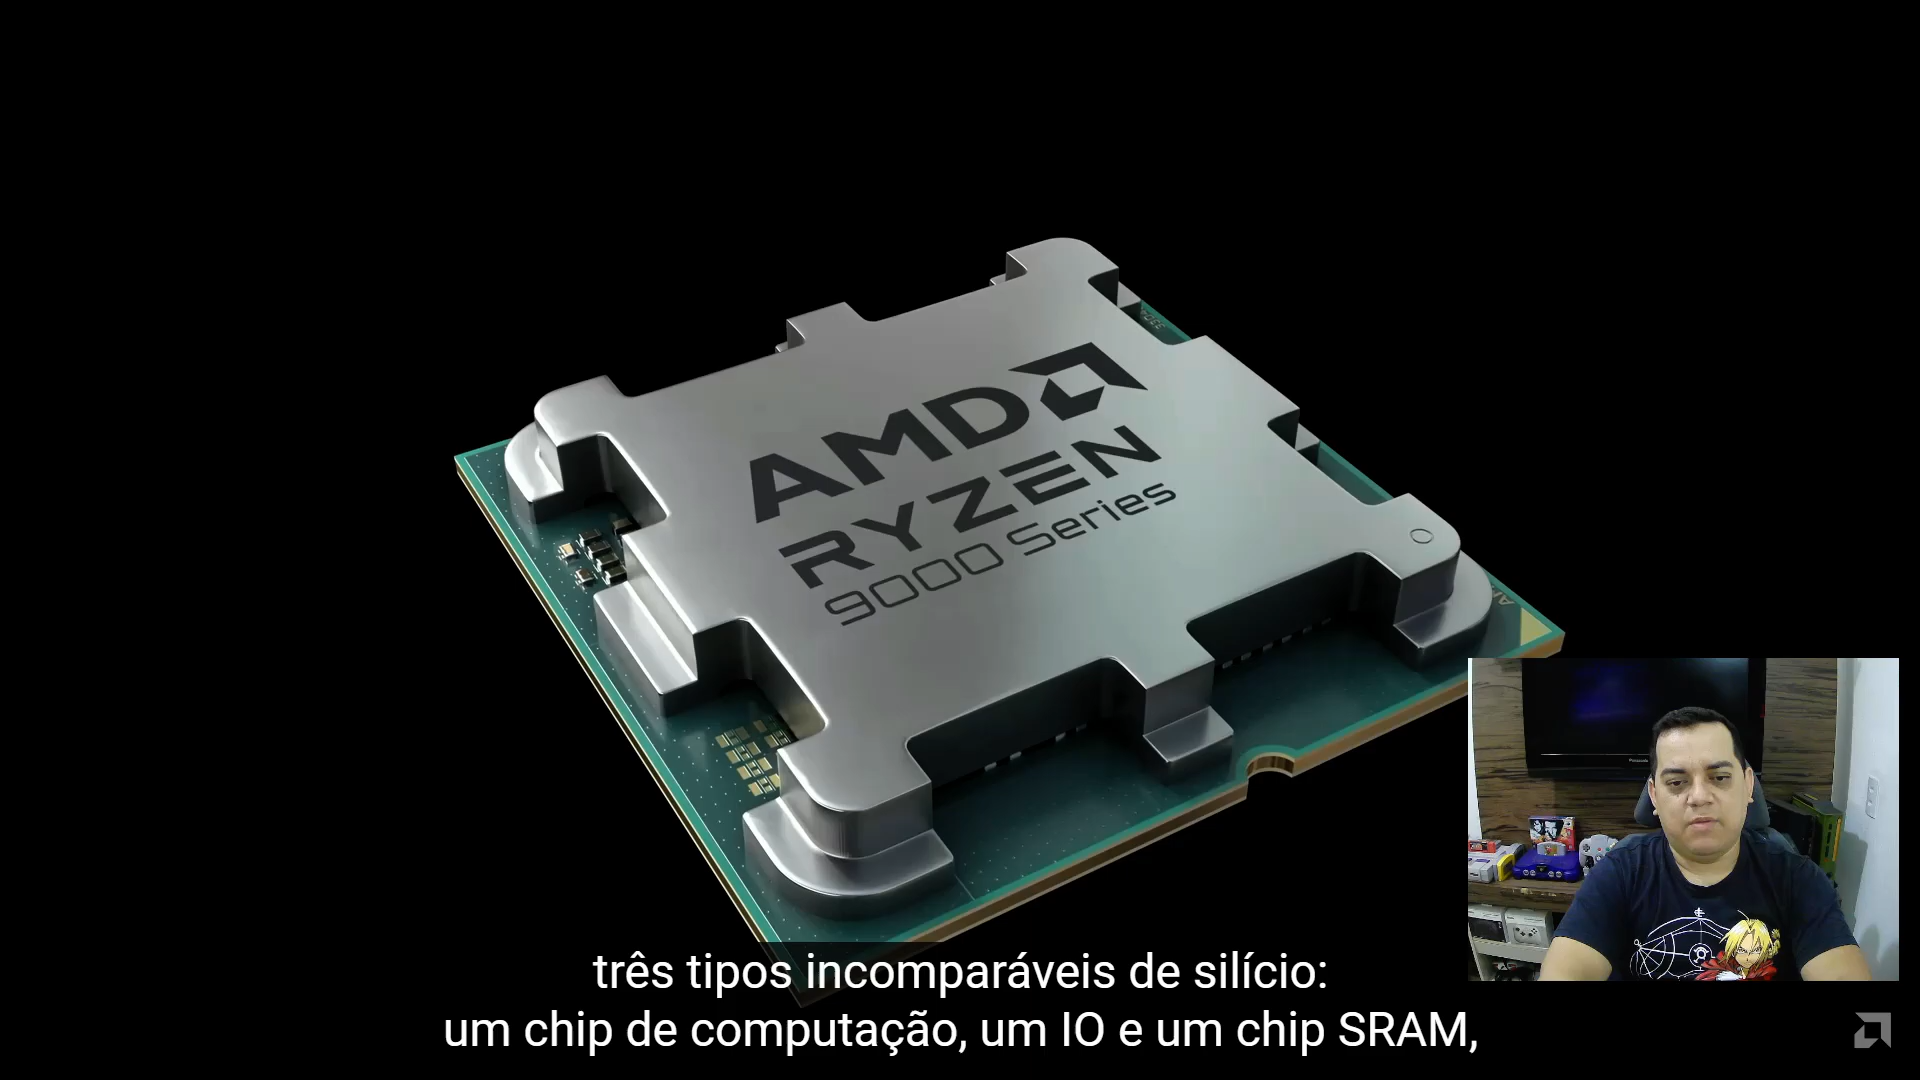 AMD
RYZEN
9000 Series
três tipos incomparáveis de silício:
um chip de computação, um IO e um chip SRAM,